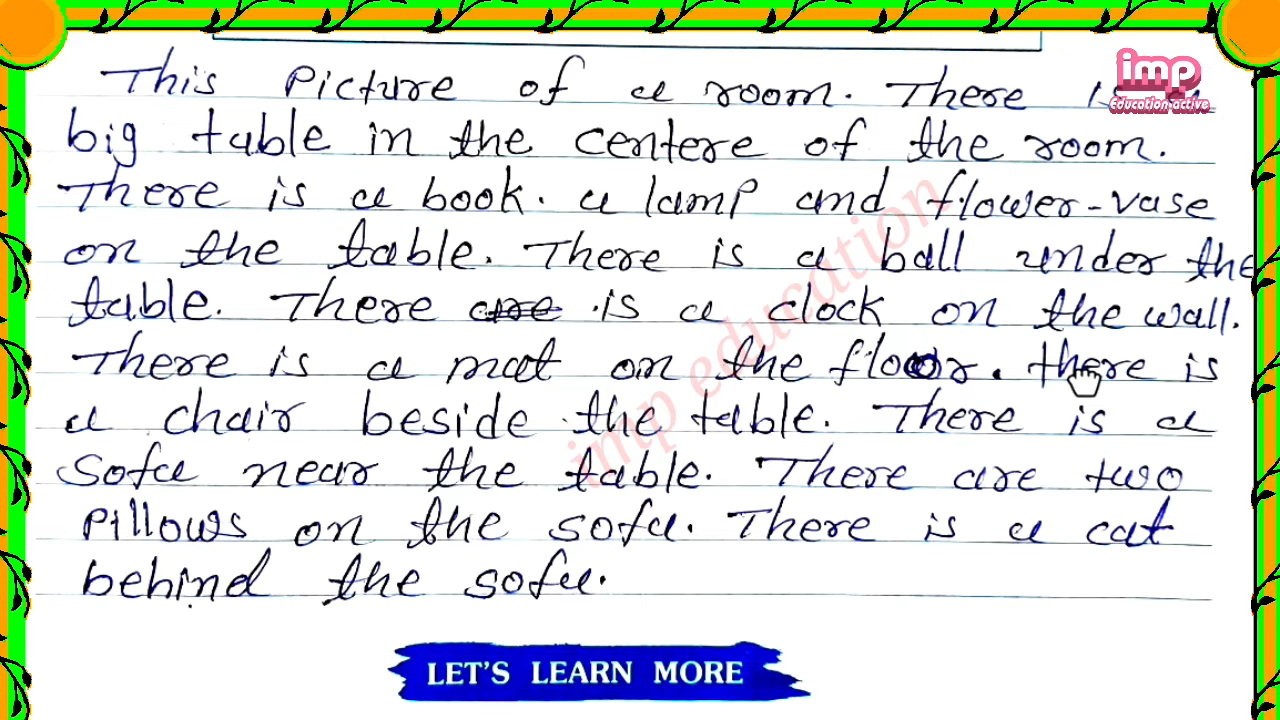 imp
Education active
This Picture of a room. There is a
big table in the centere of the room.
There is a book. a lamp and flower-vase
on the table. There is a ball under the
table. There are is a clock on the wall.
There is a mat on the floor. there is
a chair beside the table. There is a
Sofa near the table. There are two
Pillows on the sofa. There is a cat
behind the sofa.
imp education
LET'S LEARN MORE